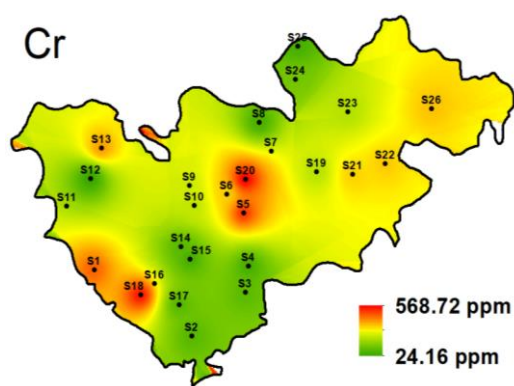 Cr
S25
S24
S23
S26
S8
S13
S7
S12
S19
S21
S22
S20
S9
S6
S11
S10
S5
S14
S15
S4
S1
S16
S3
S18
S17
S2
568.72 ppm
24.16 ppm